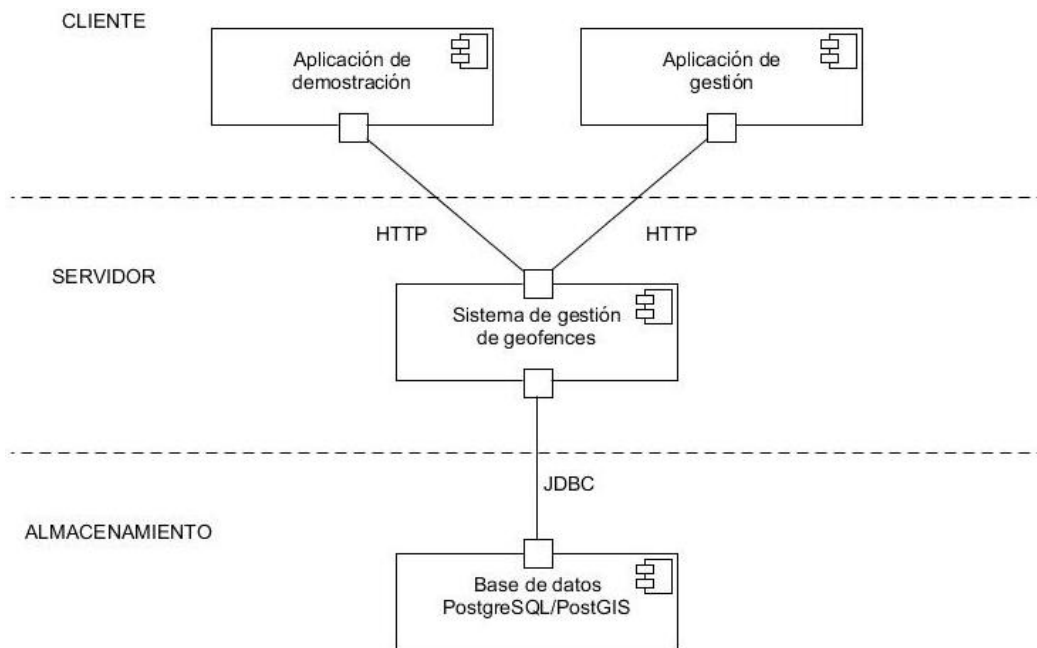 CLIENTE
Aplicación de
demostración
Aplicación de
gestión
HTTP
HTTP
SERVIDOR
Sistema de gestión
de geofences
JDBC
ALMACENAMIENTO
Base de datos
PostgreSQL/PostGIS